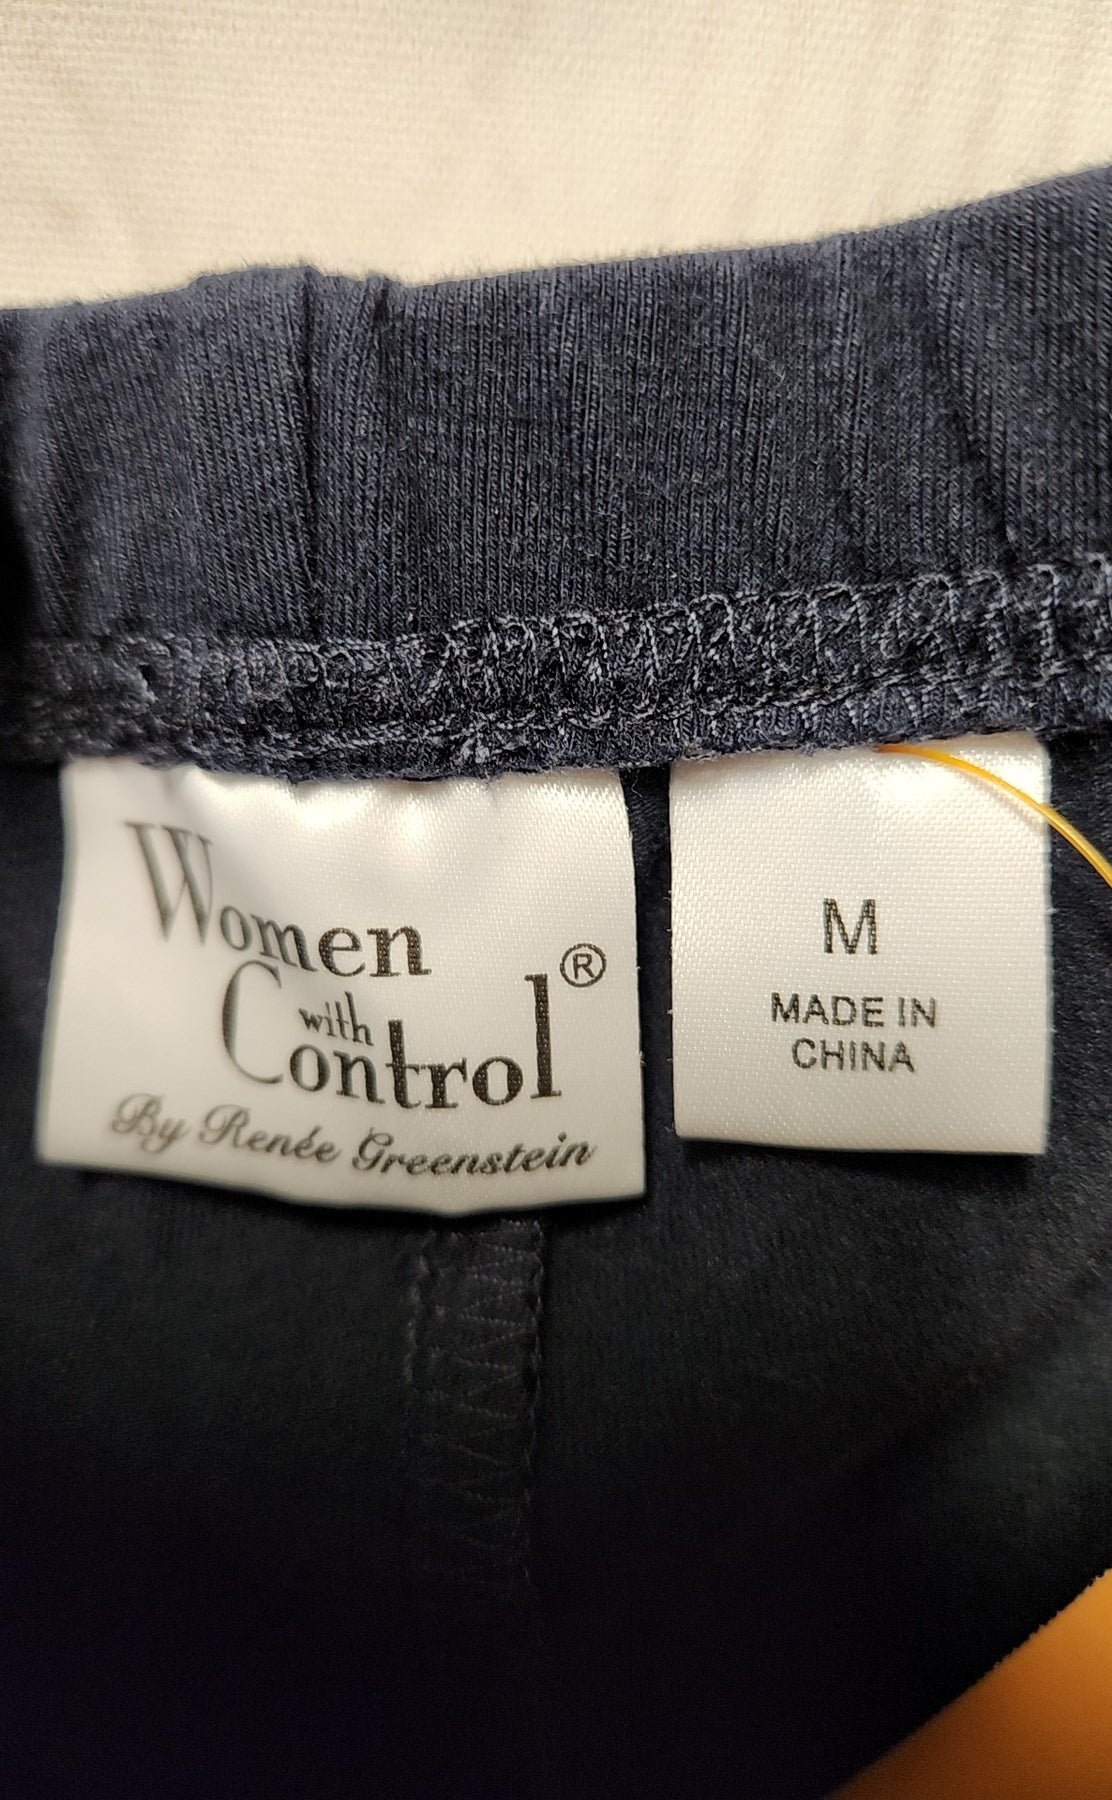 Women
with
Control®
By Renée Greenstein
M
MADE IN
CHINA